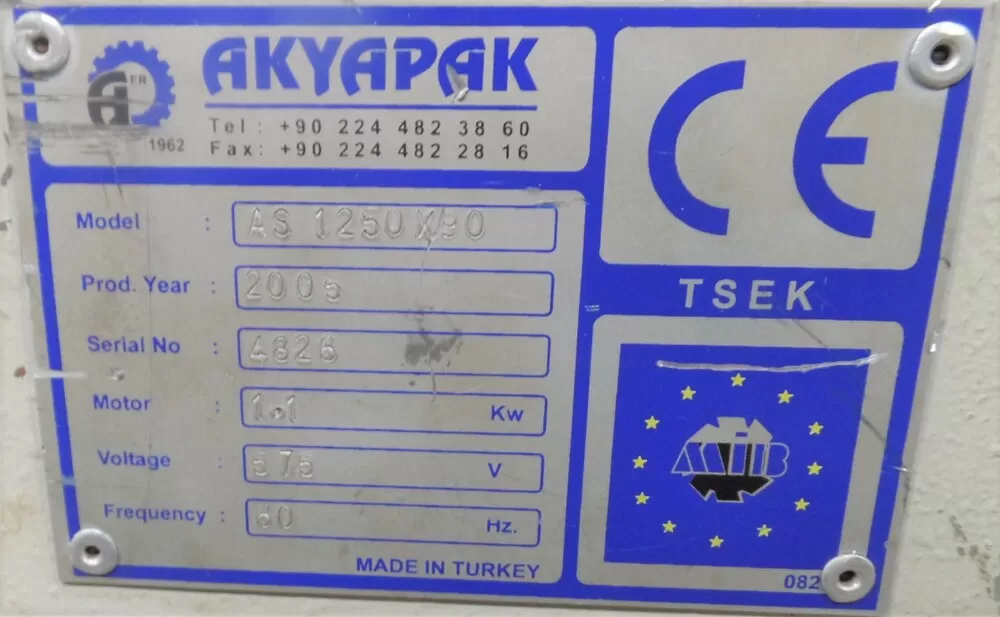 AKYAPAK
ER
A
1962
Tel : +90 224 482 38 60
Fax: +90 224 482 28 16
CE
Model : AS 1250X90
Prod. Year : 2005
Serial No : 4826
Motor : 1.1 Kw
Voltage : 575 V
Frequency : 60 Hz.
MADE IN TURKEY
TSEK
MTIB
082